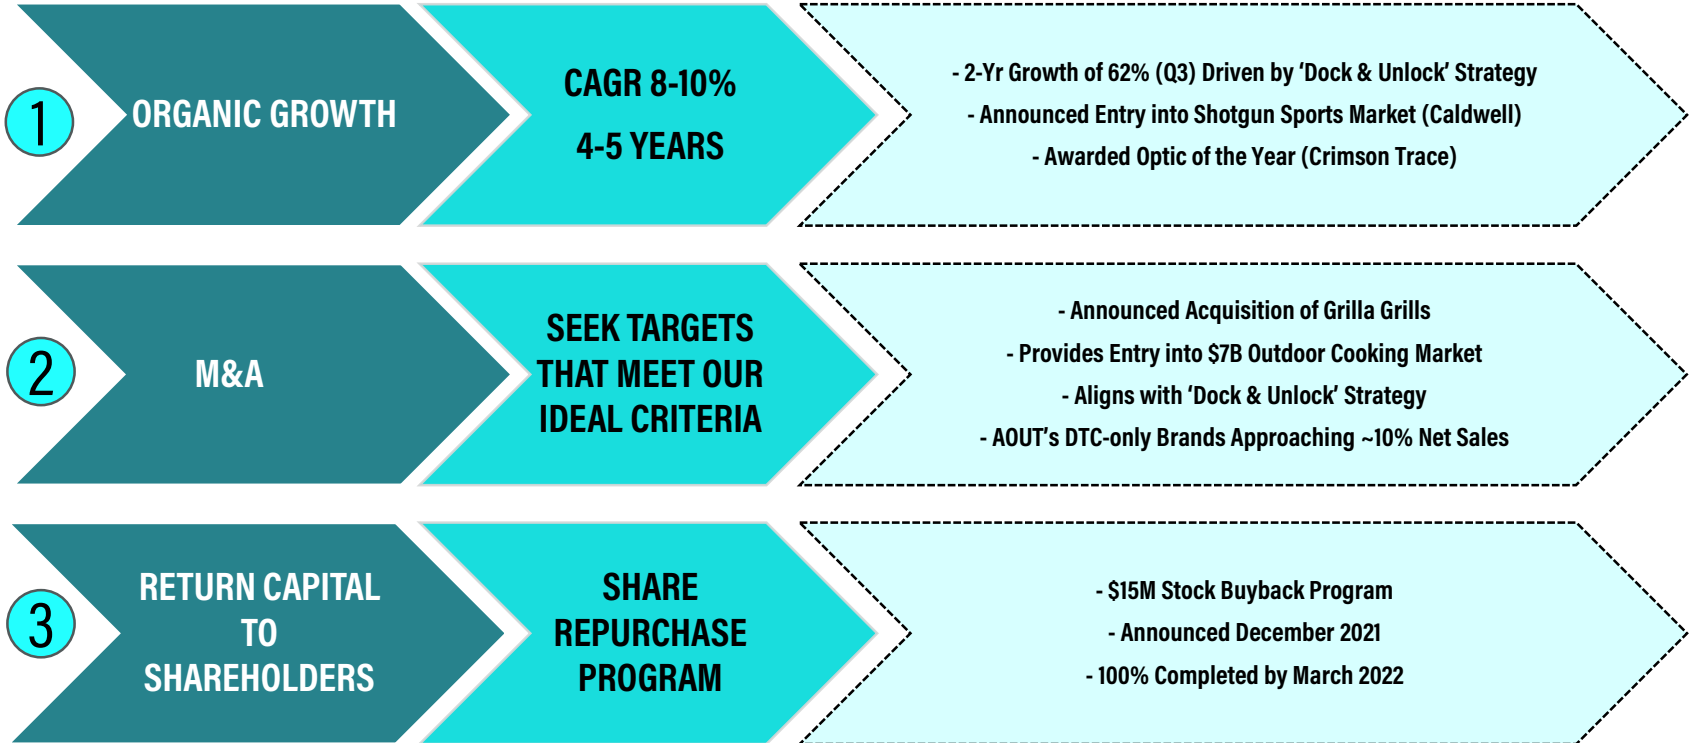 1
ORGANIC GROWTH
CAGR 8-10%
4-5 YEARS
- 2-Yr Growth of 62% (Q3) Driven by ‘Dock & Unlock’ Strategy
- Announced Entry into Shotgun Sports Market (Caldwell)
- Awarded Optic of the Year (Crimson Trace)
2
M&A
SEEK TARGETS
THAT MEET OUR
IDEAL CRITERIA
- Announced Acquisition of Grilla Grills
- Provides Entry into $7B Outdoor Cooking Market
- Aligns with ‘Dock & Unlock’ Strategy
- AOUT’s DTC-only Brands Approaching ~10% Net Sales
3
RETURN CAPITAL
TO
SHAREHOLDERS
SHARE
REPURCHASE
PROGRAM
- $15M Stock Buyback Program
- Announced December 2021
- 100% Completed by March 2022